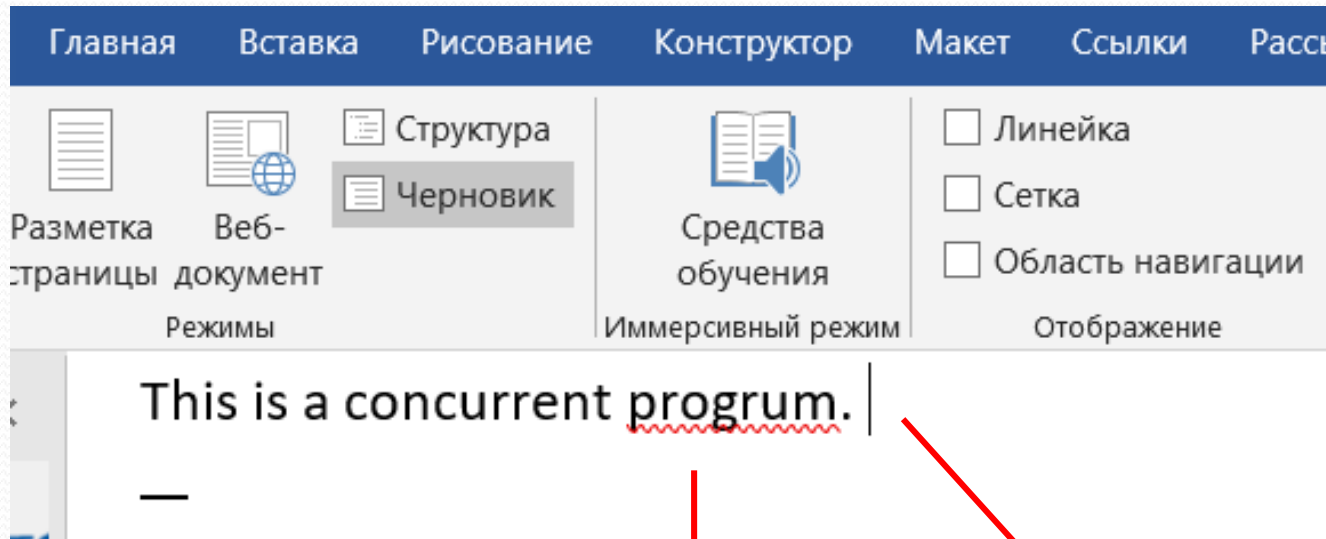 Главная Вставка Рисование Конструктор Макет Ссылки Рассы
Структура Линейка
Черновик Сетка
Разметка Веб- Средства
страницы документ обучения Область навигации
Режимы Иммерсивный режим Отображение
This is a concurrent progrum.